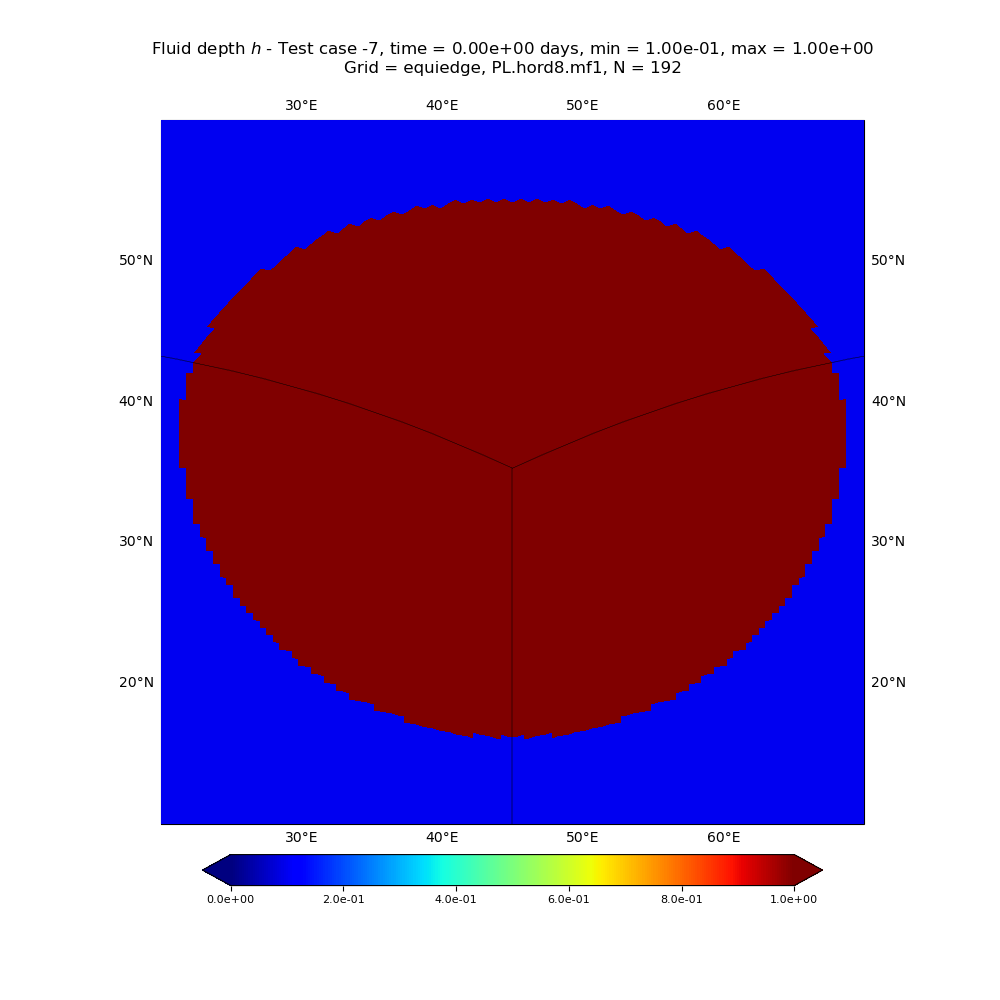 Fluid depth h - Test case -7, time = 0.00e+00 days, min = 1.00e-01, max = 1.00e+00
Grid = equiedge, PL.hord8.mf1, N = 192
30°E 40°E 50°E 60°E
50°N 50°N
40°N 40°N
30°N 30°N
20°N 20°N
30°E 40°E 50°E 60°E
0.0e+00 2.0e-01 4.0e-01 6.0e-01 8.0e-01 1.0e+00